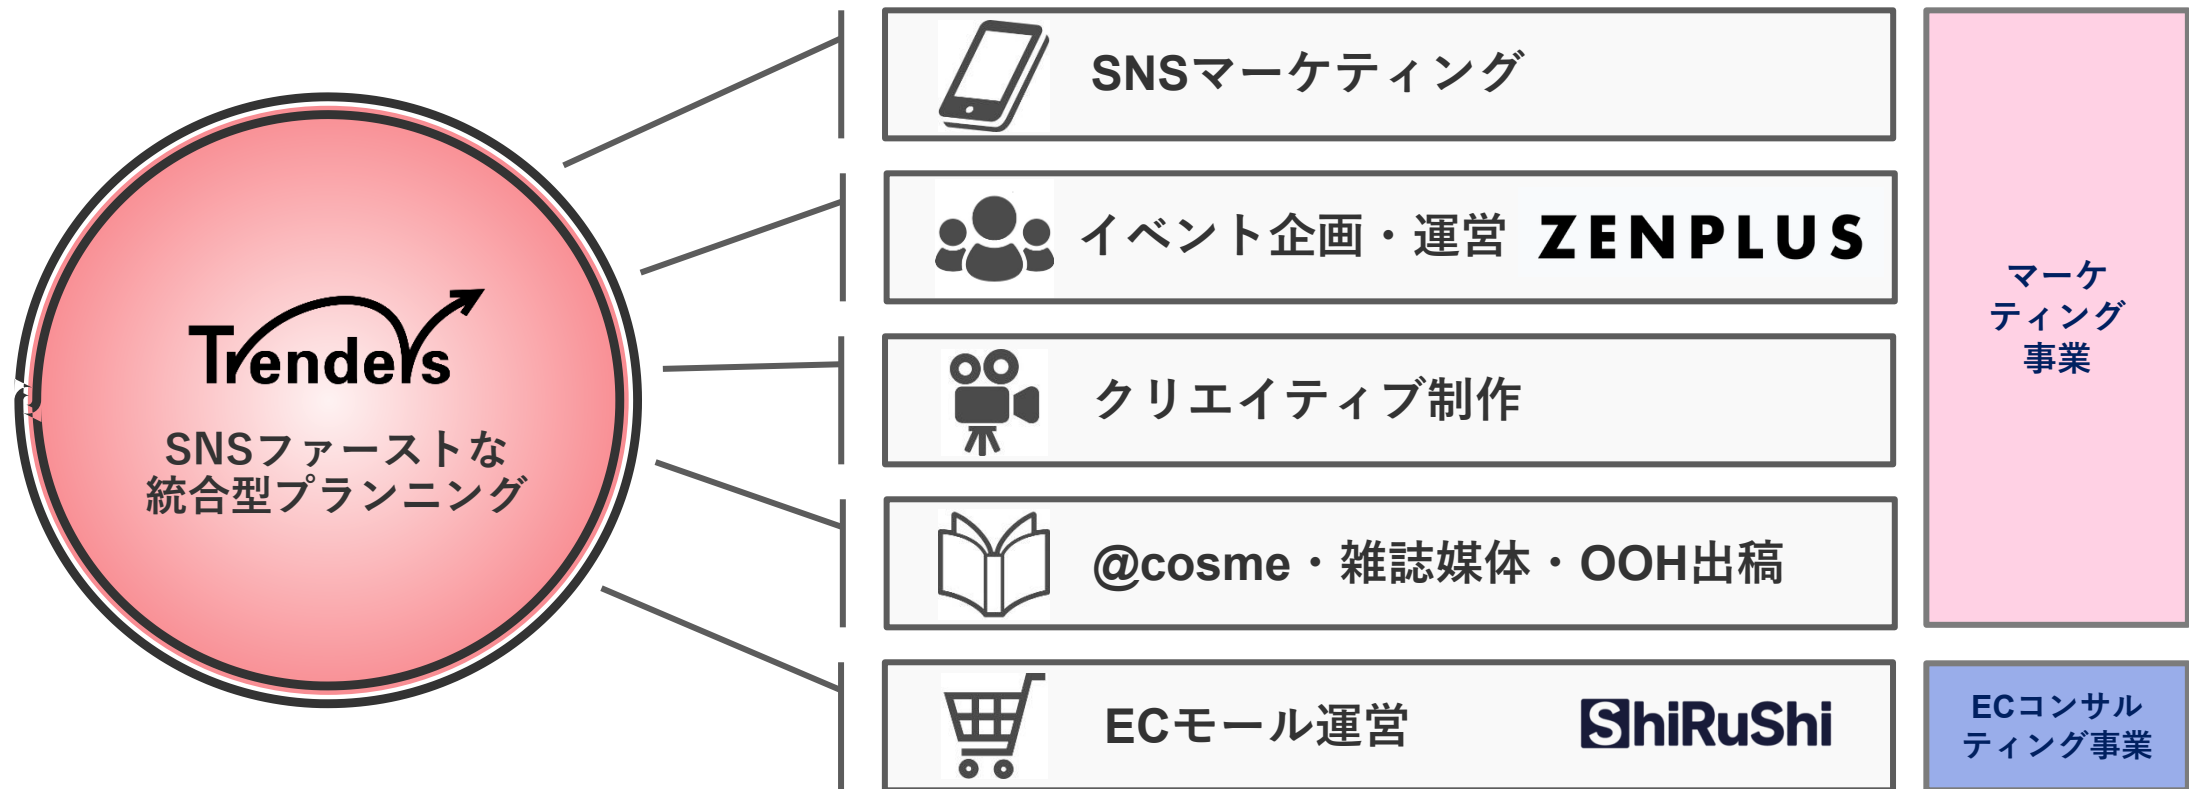 Trenders
SNSファーストな
統合型プランニング
SNSマーケティング
イベント企画・運営 ZENPLUS
クリエイティブ制作
@cosme・雑誌媒体・OOH出稿
ECモール運営 ShiRuShi
マーケ
ティング
事業
ECコンサル
ティング事業